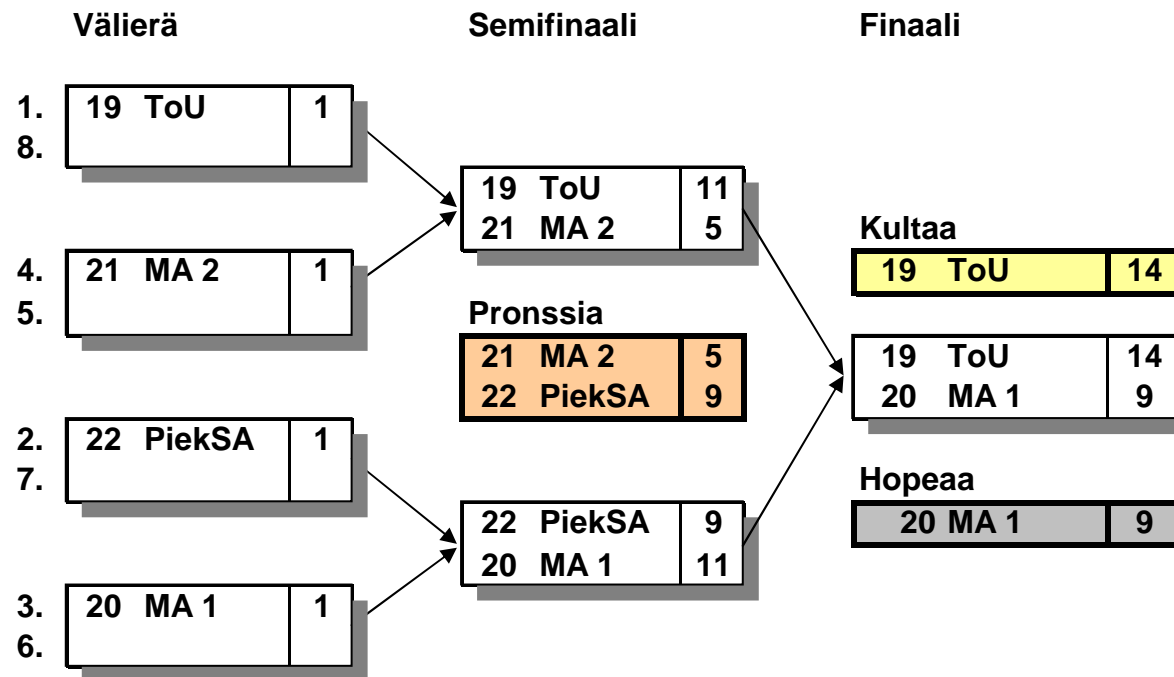 Välierä Semifinaali Finaali
1. 19 ToU 1
8.
19 ToU 11
21 MA 2 5
Kultaa
4. 21 MA 2 1
19 ToU 14
5.
Pronssia
21 MA 2 5
19 ToU 14
22 PiekSA 9
20 MA 1 9
2. 22 PiekSA 1
7.
Hopeaa
22 PiekSA 9
20 MA 1 9
20 MA 1 11
3. 20 MA 1 1
6.